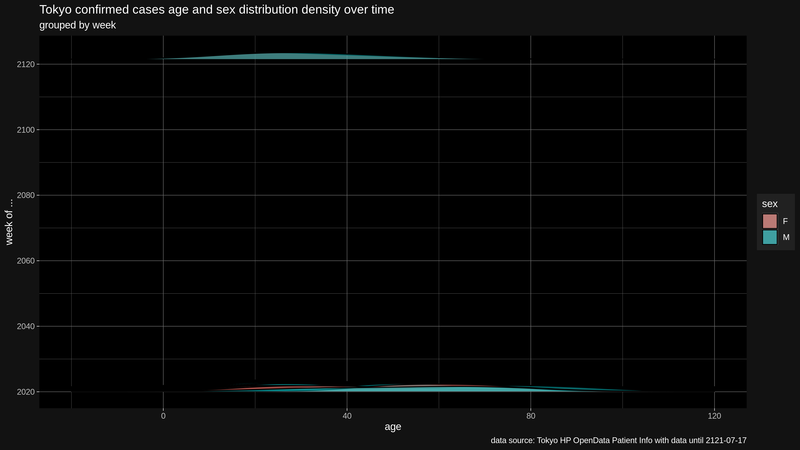 Tokyo confirmed cases age and sex distribution density over time
grouped by week
2120
2100
2080
2060
2040
2020
week of ...
0
40
80
120
age
sex
F
M
data source: Tokyo HP OpenData Patient Info with data until 2121-07-17